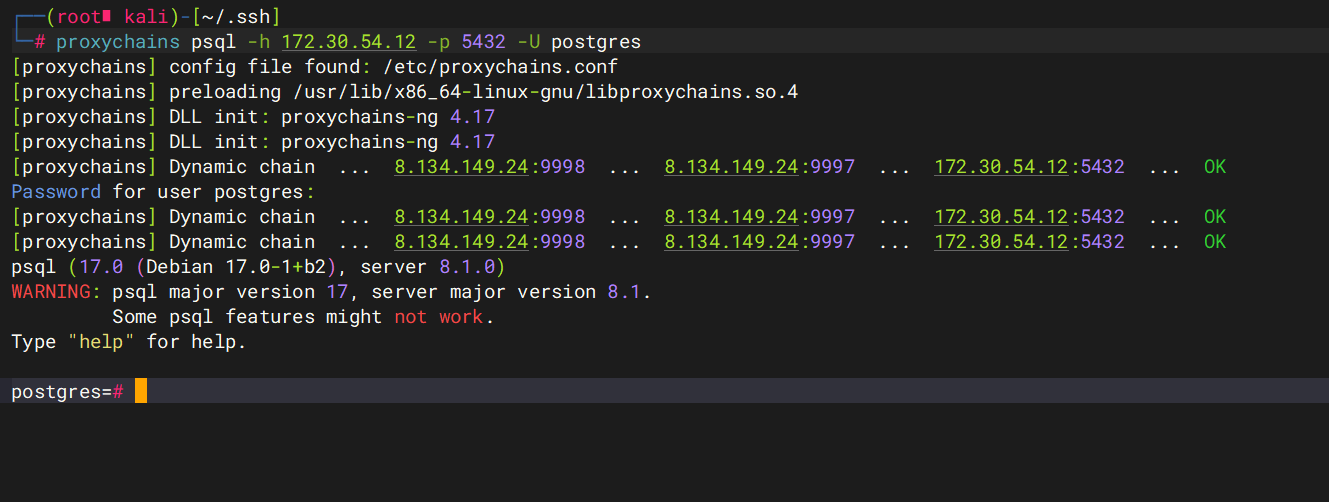 ┌──(root㉿ kali)-[~/.ssh]
└─# proxychains psql -h 172.30.54.12 -p 5432 -U postgres
[proxychains] config file found: /etc/proxychains.conf
[proxychains] preloading /usr/lib/x86_64-linux-gnu/libproxychains.so.4
[proxychains] DLL init: proxychains-ng 4.17
[proxychains] DLL init: proxychains-ng 4.17
[proxychains] Dynamic chain  ...  8.134.149.24:9998  ...  8.134.149.24:9997  ...  172.30.54.12:5432  ...  OK
Password for user postgres:
[proxychains] Dynamic chain  ...  8.134.149.24:9998  ...  8.134.149.24:9997  ...  172.30.54.12:5432  ...  OK
[proxychains] Dynamic chain  ...  8.134.149.24:9998  ...  8.134.149.24:9997  ...  172.30.54.12:5432  ...  OK
psql (17.0 (Debian 17.0-1+b2), server 8.1.0)
WARNING: psql major version 17, server major version 8.1.
         Some psql features might not work.
Type "help" for help.
postgres=#